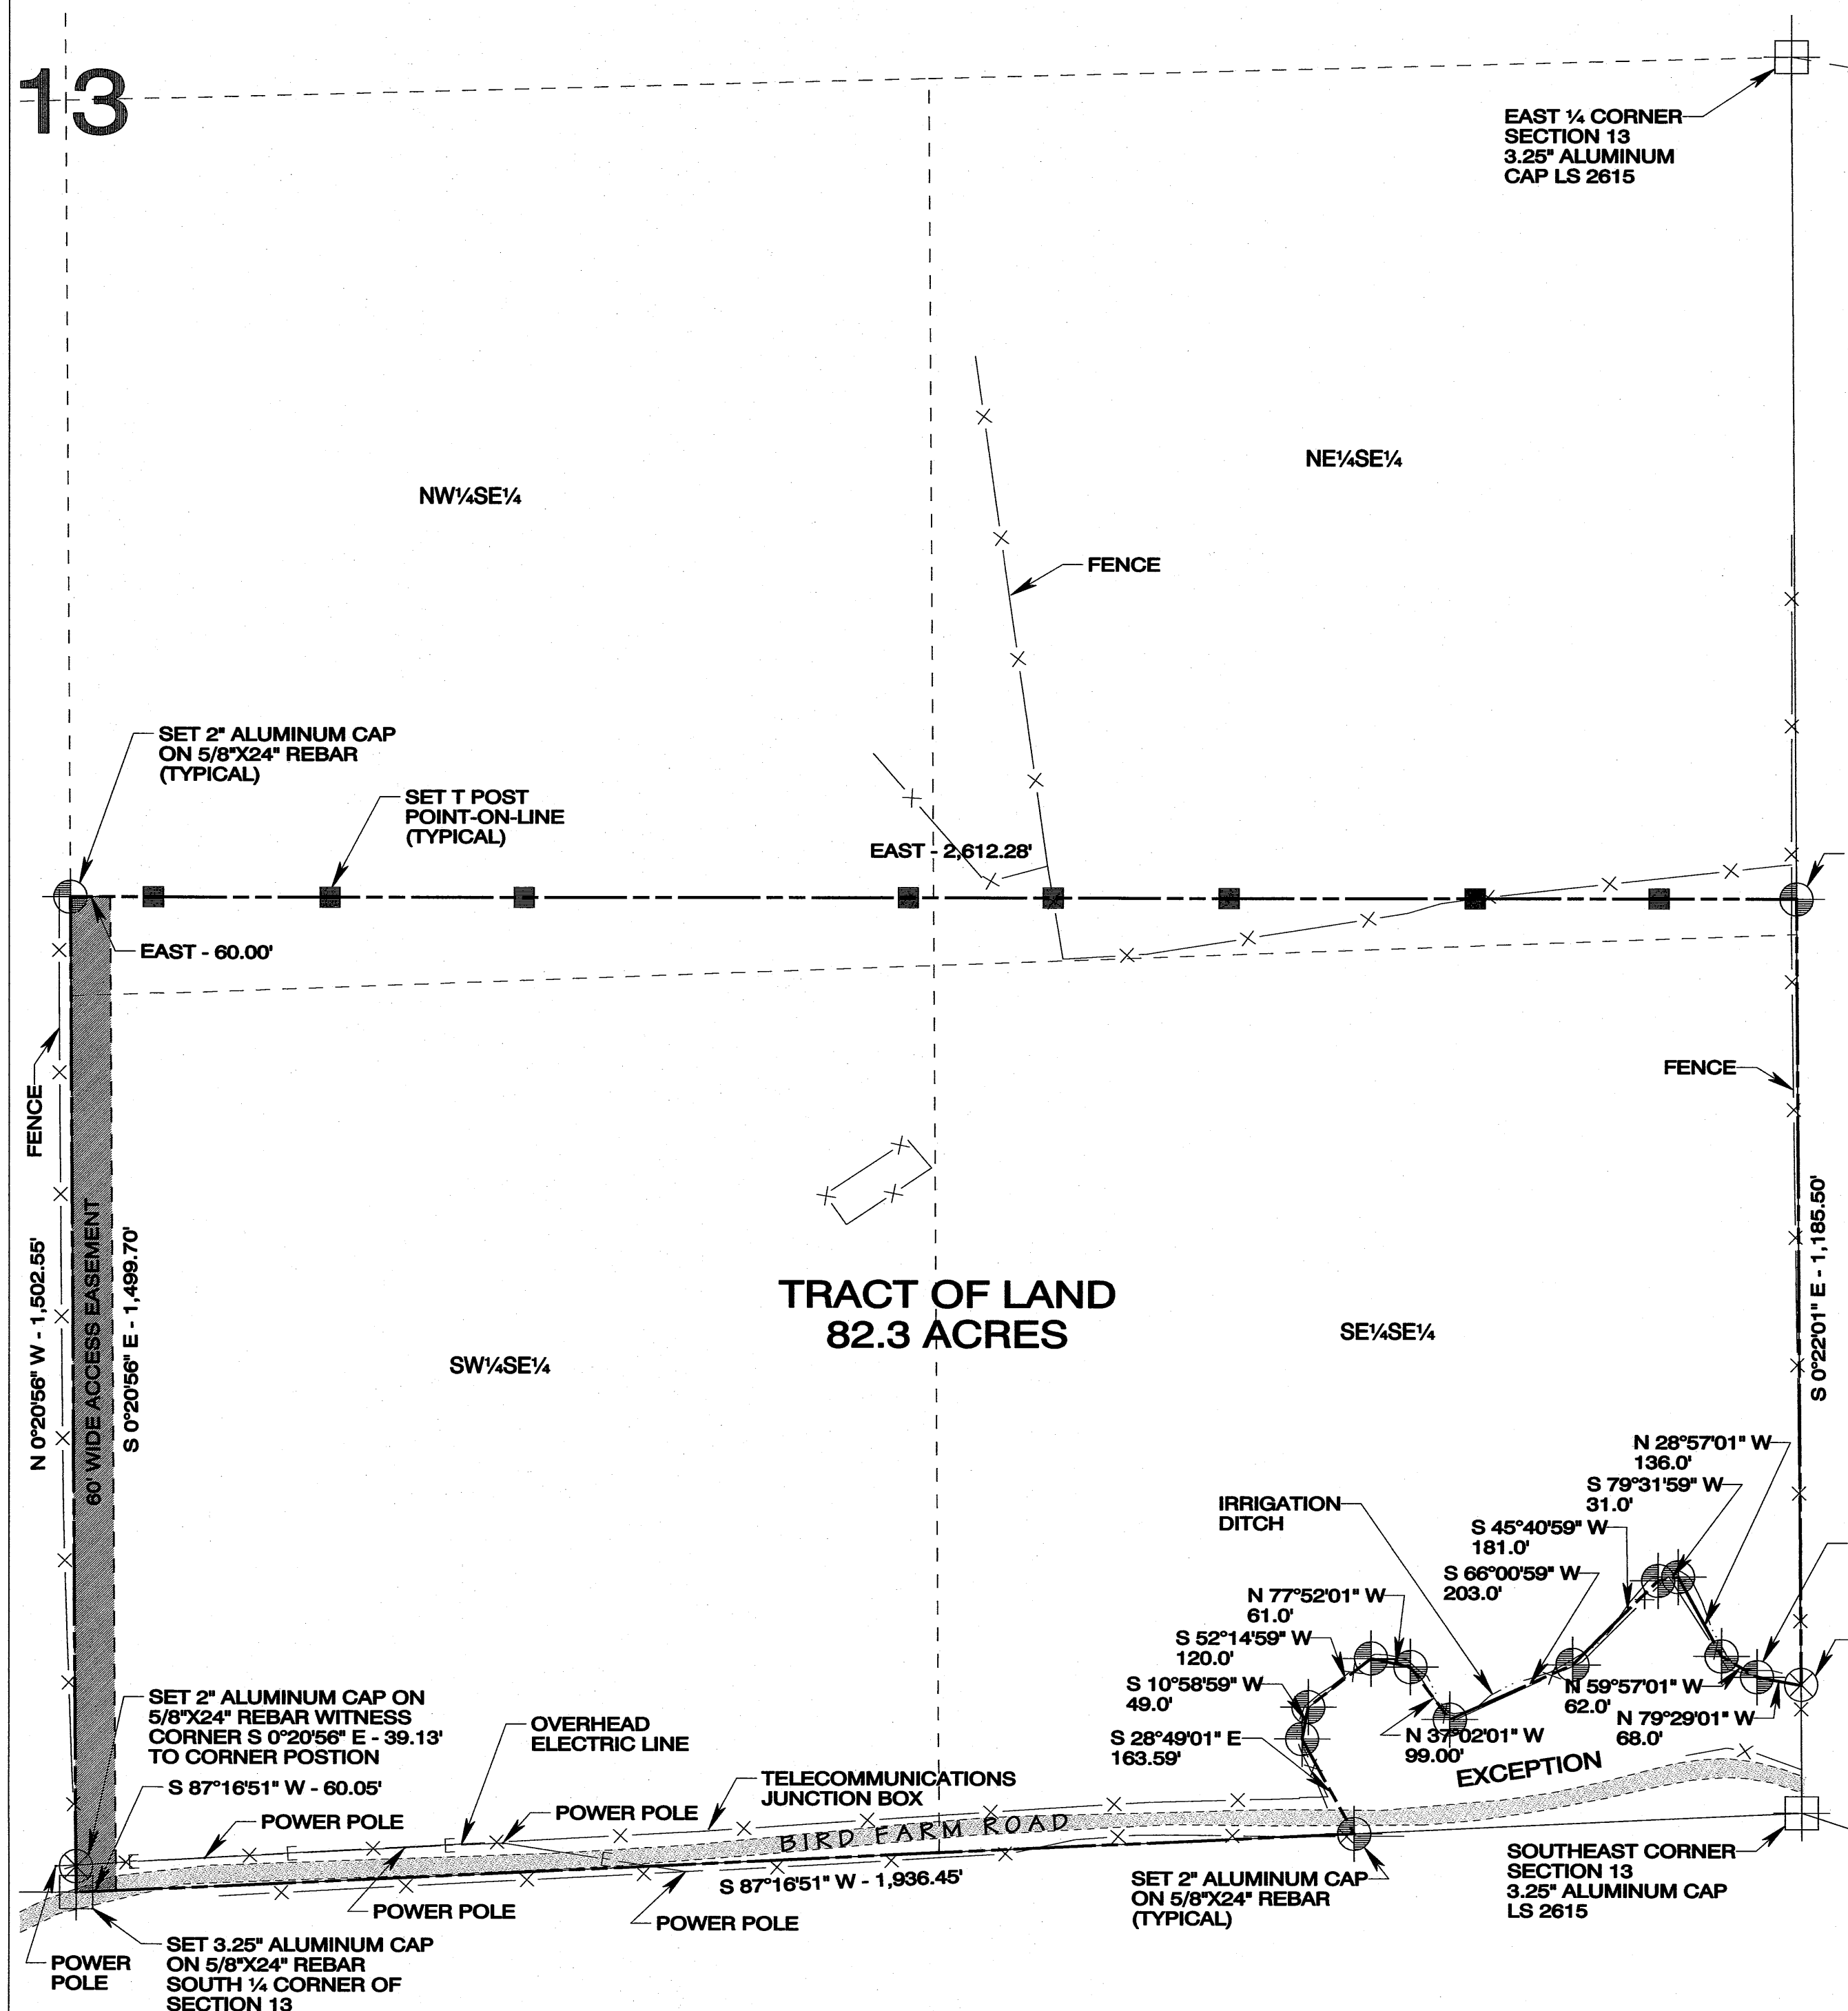 13
EAST ¼ CORNER
SECTION 13
3.25" ALUMINUM
CAP LS 2615
NW¼SE¼
NE¼SE¼
FENCE
SET 2" ALUMINUM CAP
ON 5/8"X24" REBAR
(TYPICAL)
SET T POST
POINT-ON-LINE
(TYPICAL)
EAST - 2,612.28'
EAST - 60.00'
FENCE
FENCE
N 0°20'56" W - 1,502.55'
60' WIDE ACCESS EASEMENT
S 0°20'56" E - 1,499.70'
S 0°22'01" E - 1,185.50'
TRACT OF LAND
82.3 ACRES
SW¼SE¼
SE¼SE¼
N 28°57'01" W
136.0'
S 79°31'59" W
31.0'
IRRIGATION
DITCH
S 45°40'59" W
181.0'
S 66°00'59" W
203.0'
N 77°52'01" W
61.0'
S 52°14'59" W
120.0'
S 10°58'59" W
49.0'
S 28°49'01" E
163.59'
N 37°02'01" W
99.00'
N 59°57'01" W
62.0'
N 79°29'01" W
68.0'
EXCEPTION
SET 2" ALUMINUM CAP ON
5/8"X24" REBAR WITNESS
CORNER S 0°20'56" E - 39.13'
TO CORNER POSTION
S 87°16'51" W - 60.05'
OVERHEAD
ELECTRIC LINE
POWER POLE
POWER POLE
TELECOMMUNICATIONS
JUNCTION BOX
E
E
E
E
BIRD FARM ROAD
S 87°16'51" W - 1,936.45'
POWER POLE
POWER POLE
SET 2" ALUMINUM CAP
ON 5/8"X24" REBAR
(TYPICAL)
SOUTHEAST CORNER
SECTION 13
3.25" ALUMINUM CAP
LS 2615
POWER
POLE
SET 3.25" ALUMINUM CAP
ON 5/8"X24" REBAR
SOUTH ¼ CORNER OF
SECTION 13